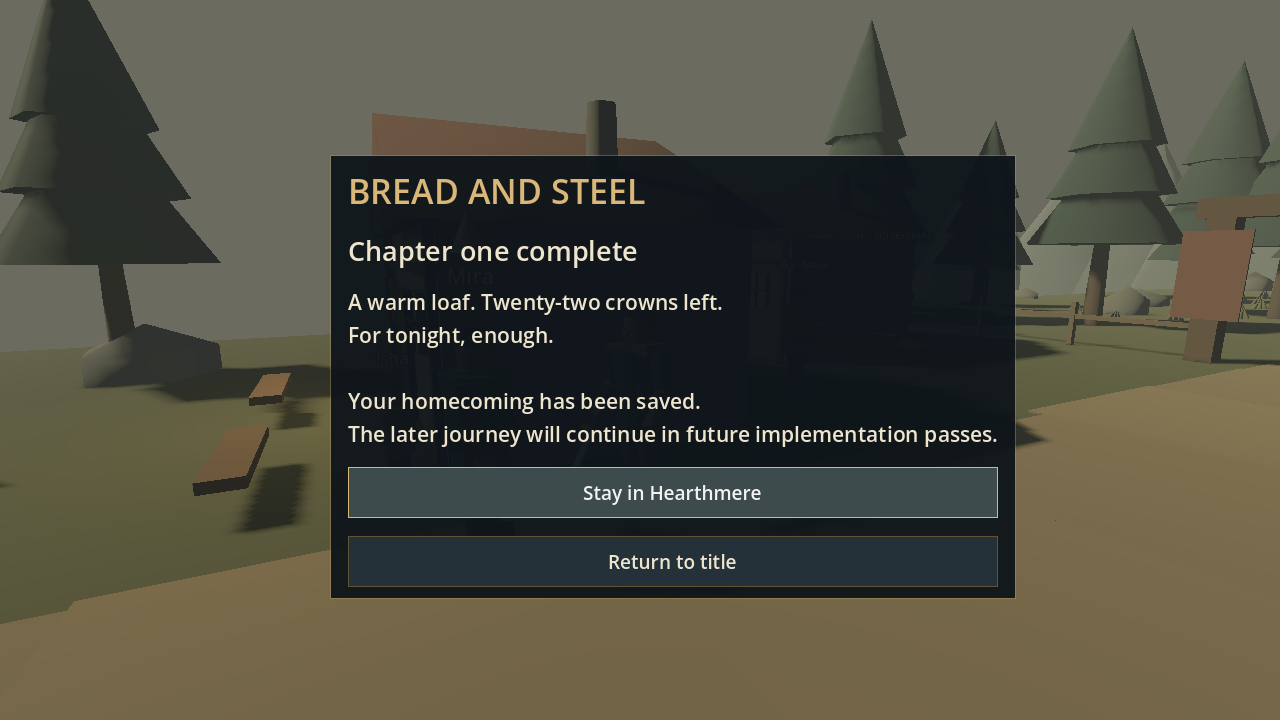 BREAD AND STEEL
Chapter one complete
Mira
A warm loaf. Twenty-two crowns left.
For tonight, enough.
Your homecoming has been saved.
The later journey will continue in future implementation passes.
Stay in Hearthmere
Return to title